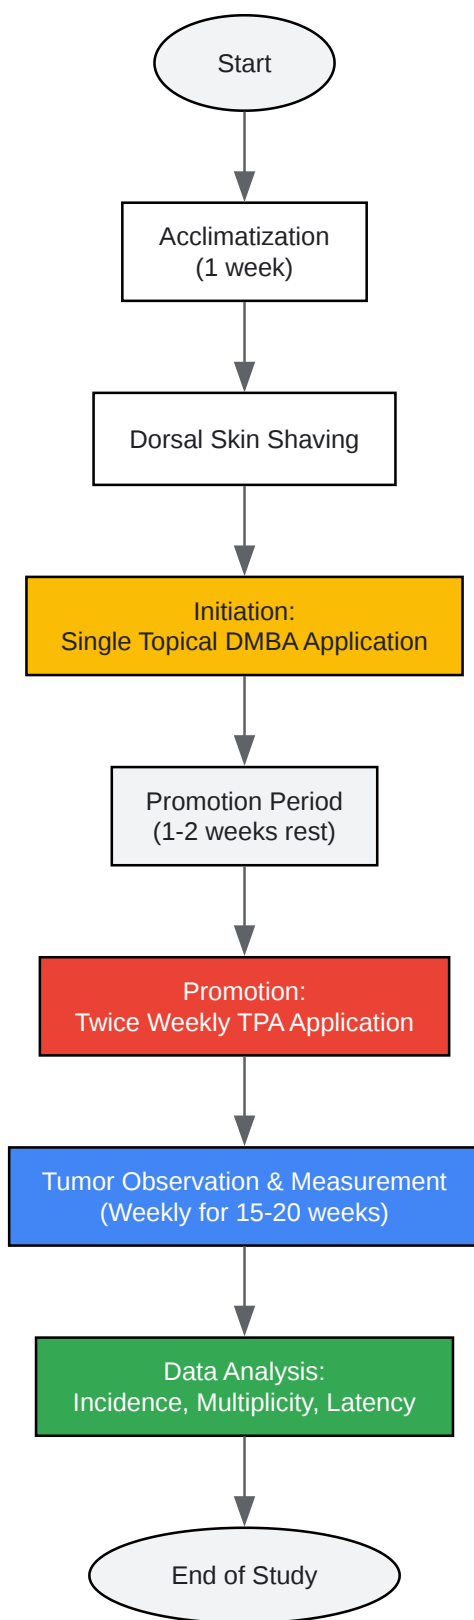 Start
Acclimatization
(1 week)
Dorsal Skin Shaving
Initiation:
Single Topical DMBA Application
Promotion Period
(1-2 weeks rest)
Promotion:
Twice Weekly TPA Application
Tumor Observation & Measurement
(Weekly for 15-20 weeks)
Data Analysis:
Incidence, Multiplicity, Latency
End of Study